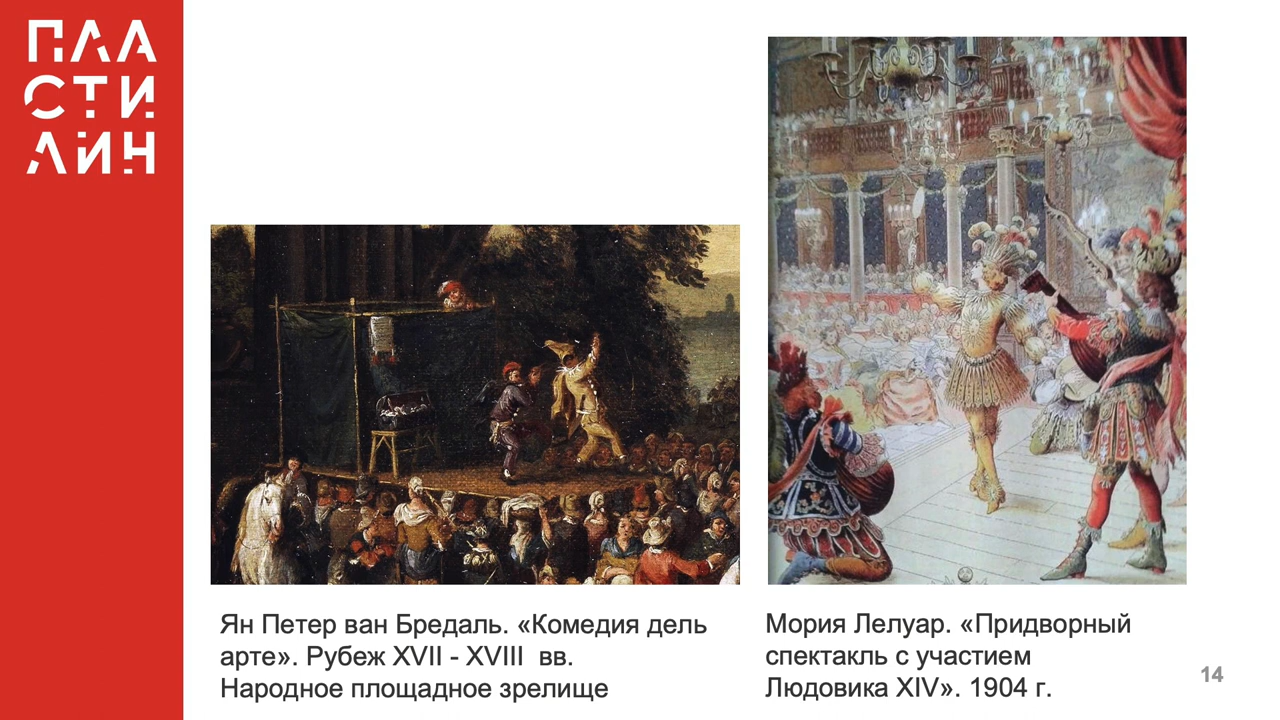 ПЛА
СТИ
ЛИН
Ян Петер ван Бредаль. «Комедия дель
арте». Рубеж XVII - XVIII вв.
Народное площадное зрелище
Мория Лелуар. «Придворный
спектакль с участием
Людовика XIV». 1904 г.
14